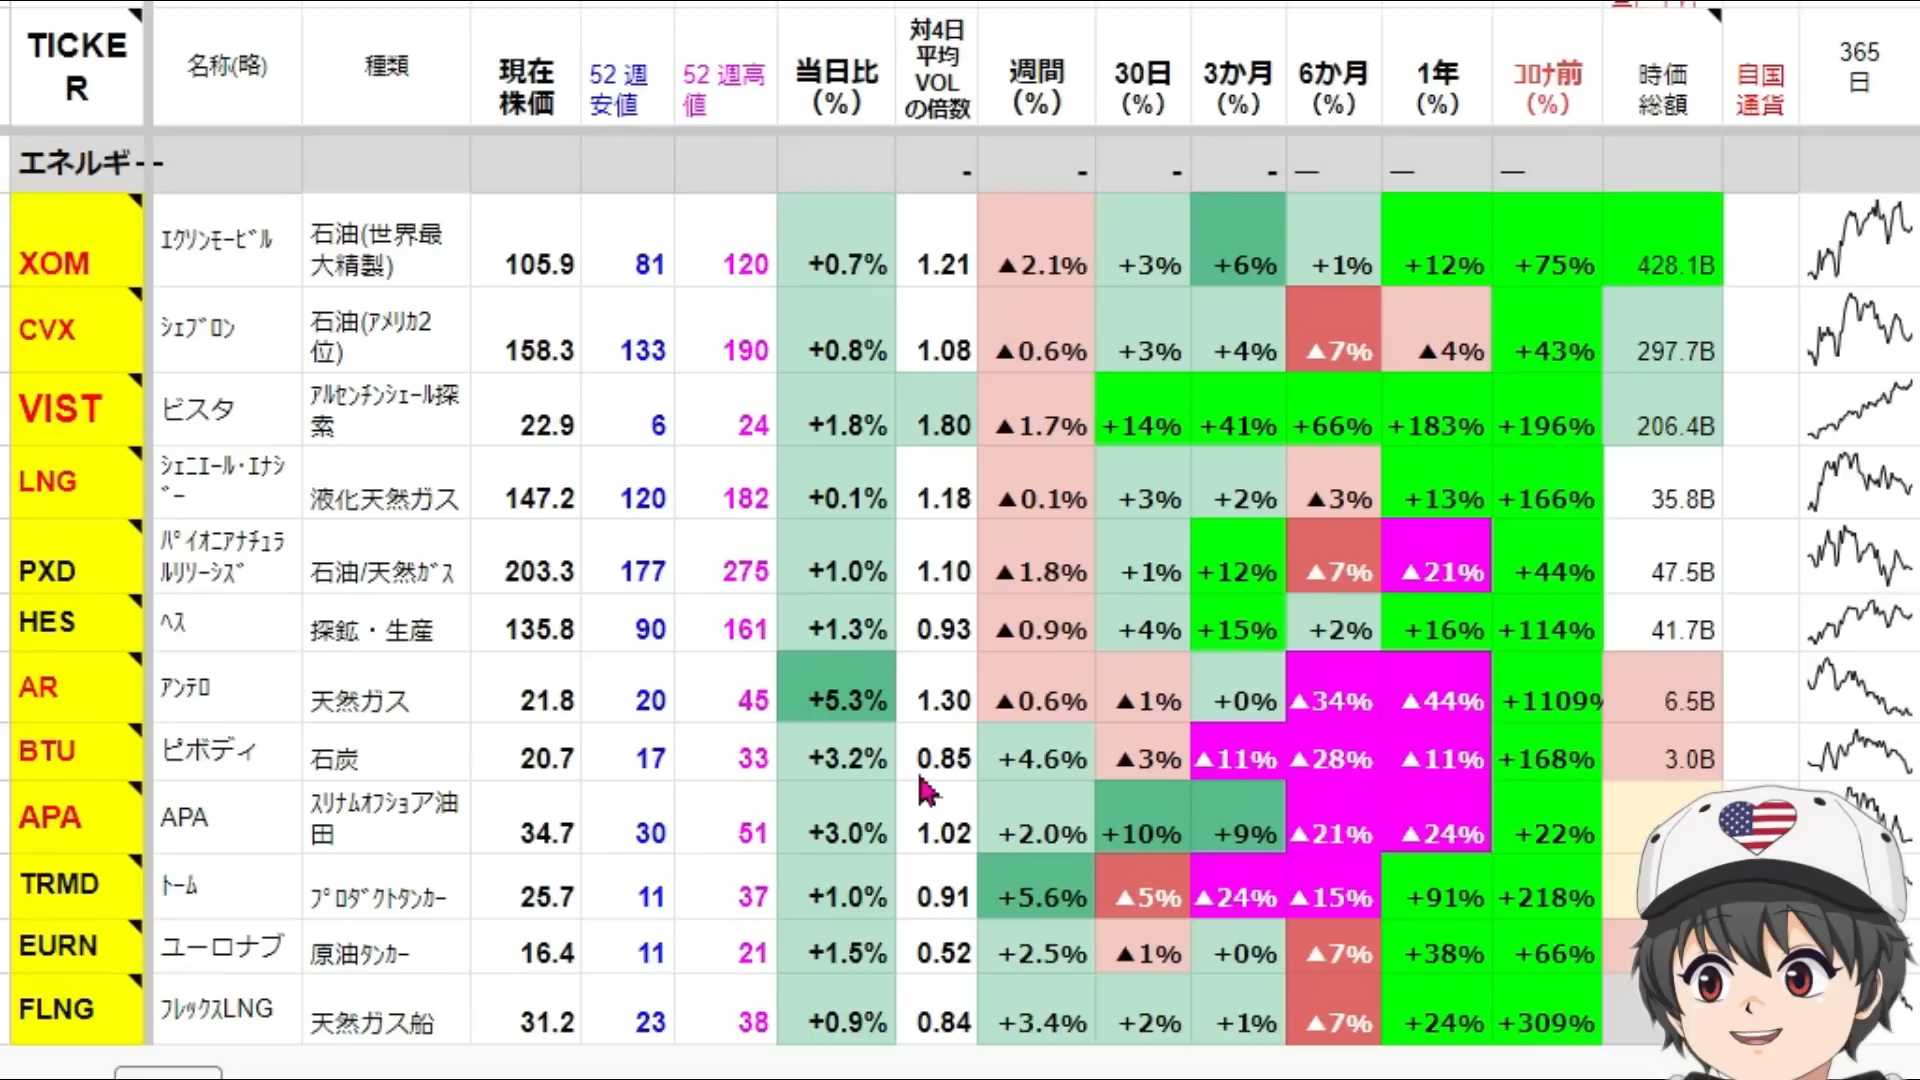 TICKE
R
名称(略)
種類
現在
株価
52 週
安値
52 週高
値
当日比
(%)
対4日
平均
VOL
の倍数
週間
(%)
30日
(%)
3か月
(%)
6か月
(%)
1年
(%)
ｺﾛﾅ前
(%)
時価
総額
自国
通貨
365
日
エネルギ-- - - - - — — —
XOM ｴｸｿﾝﾓｰﾋﾞﾙ 石油(世界最
大精製) 105.9 81 120 +0.7% 1.21 ▲2.1% +3% +6% +1% +12% +75% 428.1B
CVX ｼｪﾌﾞﾛﾝ 石油(ｱﾒﾘｶ2
位) 158.3 133 190 +0.8% 1.08 ▲0.6% +3% +4% ▲7% ▲4% +43% 297.7B
VIST ビスタ ｱﾙｾﾝﾁﾝｼｪｰﾙ探
索 22.9 6 24 +1.8% 1.80 ▲1.7% +14% +41% +66% +183% +196% 206.4B
LNG ｼｪﾆｴｰﾙ･ｴﾅｼ
ﾞｰ 液化天然ガス 147.2 120 182 +0.1% 1.18 ▲0.1% +3% +2% ▲3% +13% +166% 35.8B
PXD ﾊﾟｲｵﾆｱﾅﾁｭﾗ
ﾙﾘｿｰｼｽﾞ 石油/天然ｶﾞｽ 203.3 177 275 +1.0% 1.10 ▲1.8% +1% +12% ▲7% ▲21% +44% 47.5B
HES ﾍｽ 探鉱・生産 135.8 90 161 +1.3% 0.93 ▲0.9% +4% +15% +2% +16% +114% 41.7B
AR ｱﾝﾃﾛ 天然ガス 21.8 20 45 +5.3% 1.30 ▲0.6% ▲1% +0% ▲34% ▲44% +1109% 6.5B
BTU ピボディ 石炭 20.7 17 33 +3.2% 0.85 +4.6% ▲3% ▲11% ▲28% ▲11% +168% 3.0B
APA APA ｽﾘﾅﾑｵﾌｼｮア油
田 34.7 30 51 +3.0% 1.02 +2.0% +10% +9% ▲21% ▲24% +22%
TRMD ﾄｰﾑ ﾌﾟﾛﾀﾞｸﾄﾀﾝｶｰ 25.7 11 37 +1.0% 0.91 +5.6% ▲5% ▲24% ▲15% +91% +218%
EURN ユーロナブ 原油ﾀﾝｶｰ 16.4 11 21 +1.5% 0.52 +2.5% ▲1% +0% ▲7% +38% +66%
FLNG ﾌﾚｯｸｽLNG 天然ガス船 31.2 23 38 +0.9% 0.84 +3.4% +2% +1% ▲7% +24% +309%